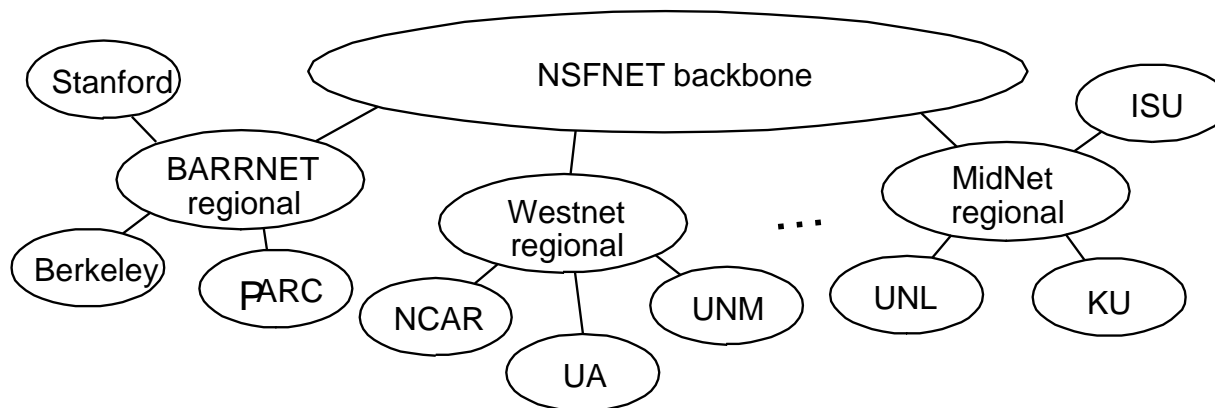 NSFNET backbone
Stanford
ISU
BARRNET
regional
MidNet
regional
Westnet
regional
...
Berkeley
PARC
NCAR
UNM
UNL
KU
UA